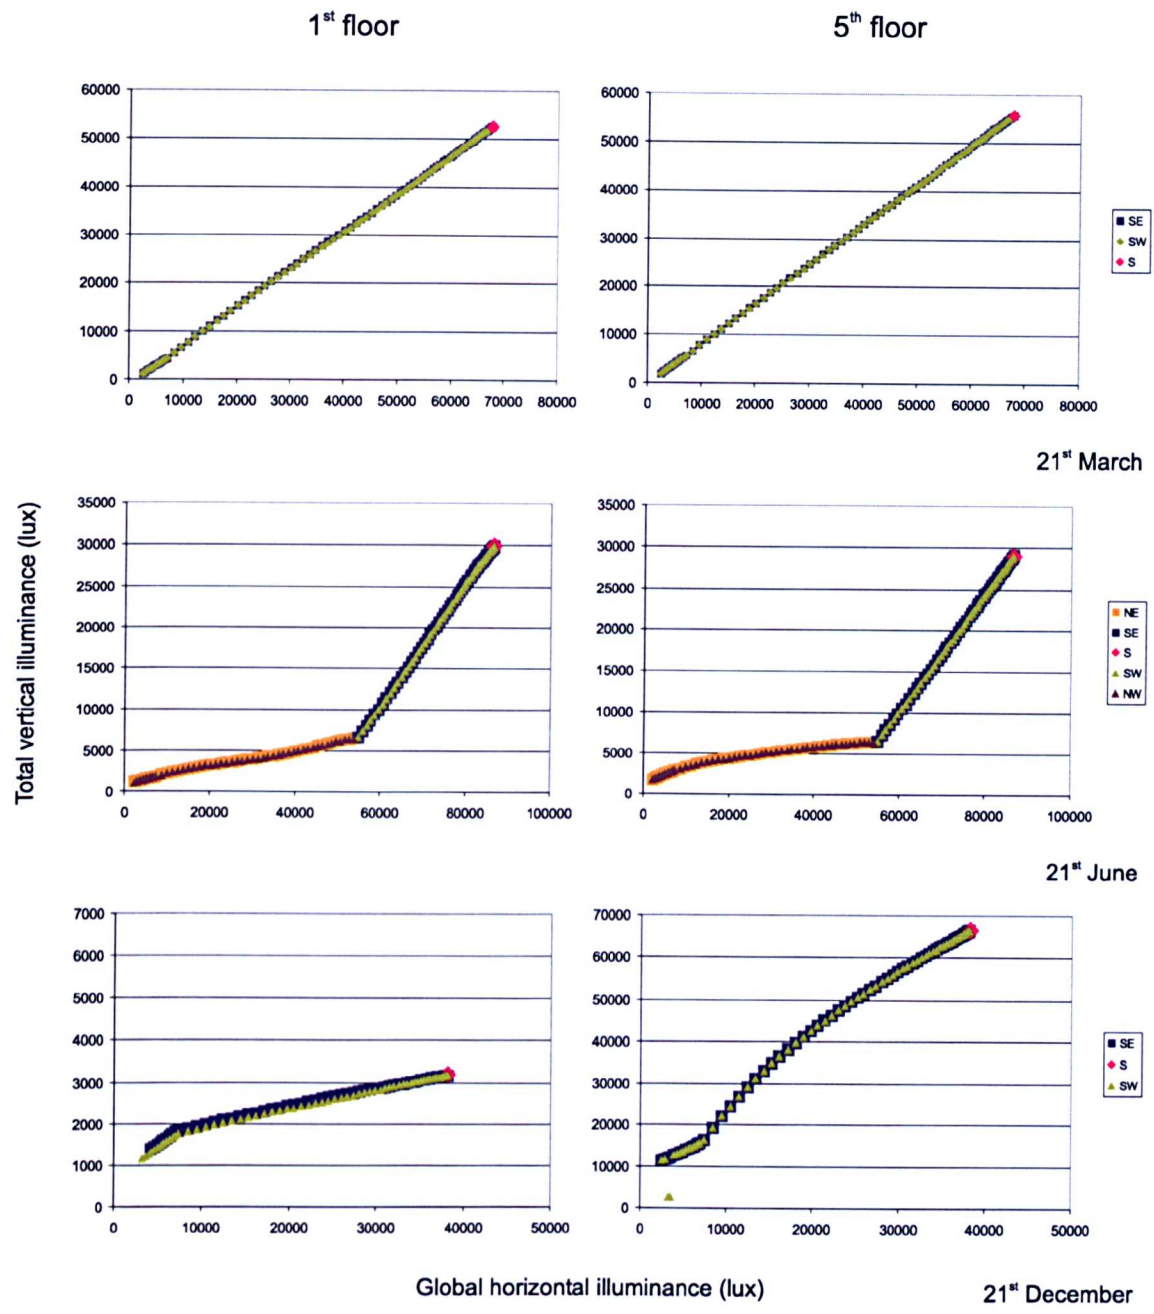 1st floor
5th floor
60000
50000
40000
30000
20000
10000
0
0 10000 20000 30000 40000 50000 60000 70000 80000
60000
50000
40000
30000
20000
10000
0
0 10000 20000 30000 40000 50000 60000 70000 80000
SE
SW
S
21st March
Total vertical illuminance (lux)
35000
30000
25000
20000
15000
10000
5000
0
0 20000 40000 60000 80000 100000
35000
30000
25000
20000
15000
10000
5000
0
0 20000 40000 60000 80000 100000
NE
SE
S
SW
NW
21st June
7000
6000
5000
4000
3000
2000
1000
0
0 10000 20000 30000 40000 50000
70000
60000
50000
40000
30000
20000
10000
0
0 10000 20000 30000 40000 50000
SE
S
SW
Global horizontal illuminance (lux)
21st December